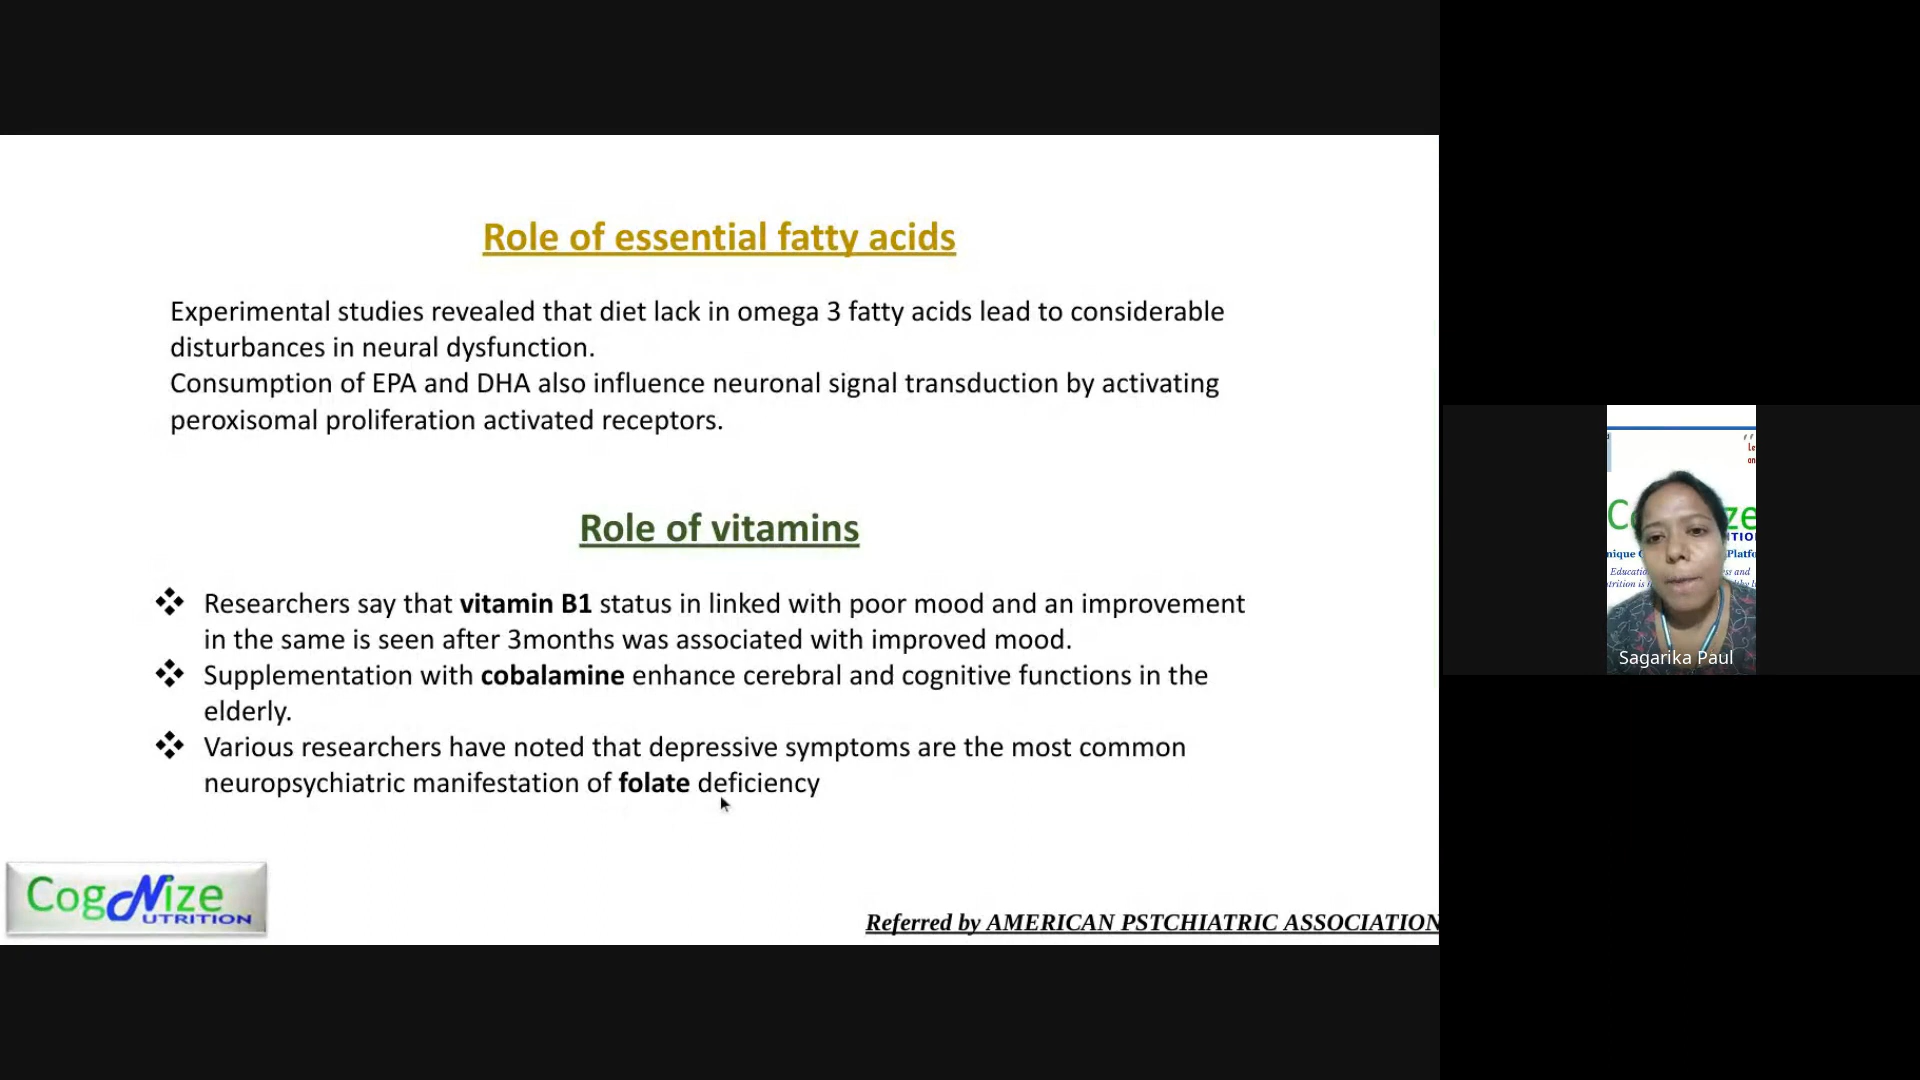 Role of essential fatty acids
Experimental studies revealed that diet lack in omega 3 fatty acids lead to considerable
disturbances in neural dysfunction.
Consumption of EPA and DHA also influence neuronal signal transduction by activating
peroxisomal proliferation activated receptors.
Role of vitamins
❖ Researchers say that vitamin B1 status in linked with poor mood and an improvement
in the same is seen after 3months was associated with improved mood.
❖ Supplementation with cobalamine enhance cerebral and cognitive functions in the
elderly.
❖ Various researchers have noted that depressive symptoms are the most common
neuropsychiatric manifestation of folate deficiency
CogNize
UTRITION
Referred by AMERICAN PSTCHIATRIC ASSOCIATION
Sagarika Paul